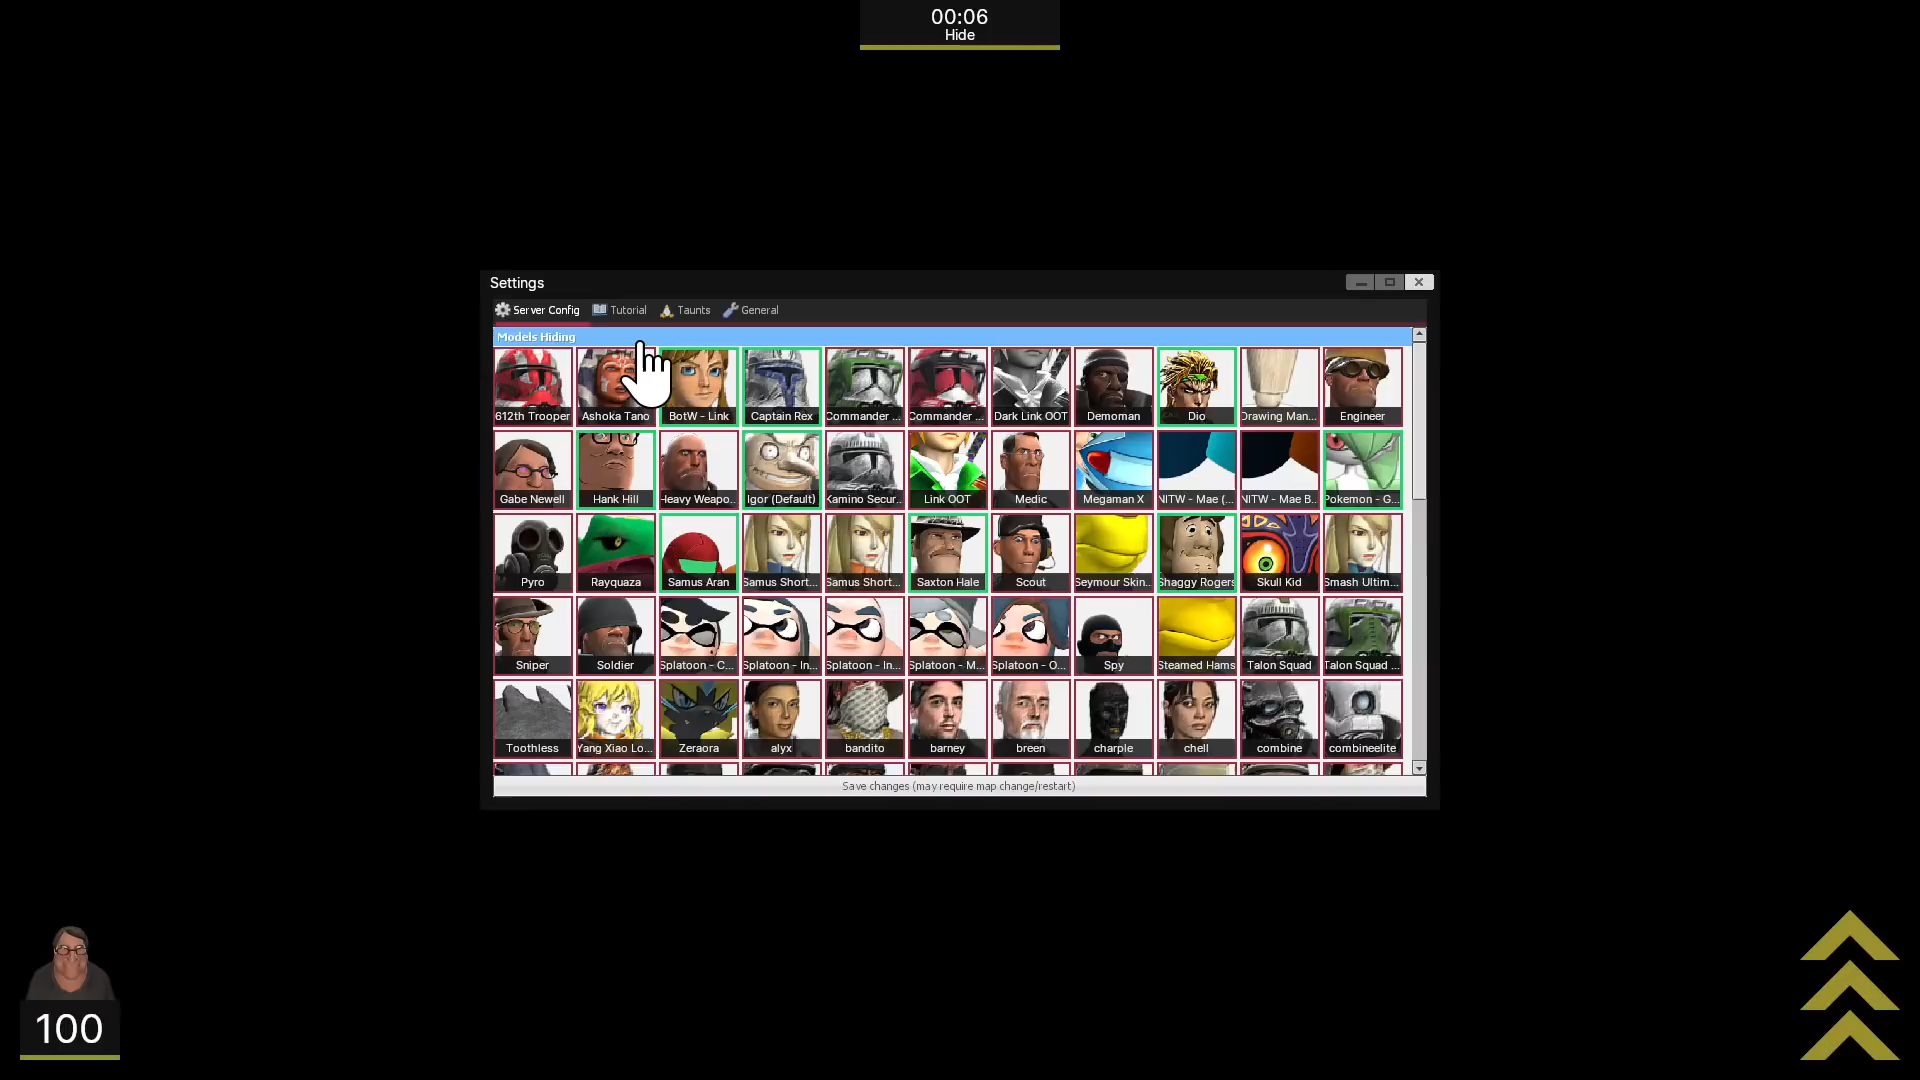 00:06
Hide
Settings
Server Config Tutorial Taunts General
Models Hiding
612th Trooper Ashoka Tano BotW - Link Captain Rex Commander ... Commander ... Dark Link OOT Demoman Dio Drawing Man... Engineer
Gabe Newell Hank Hill Heavy Weapo... Igor (Default) Kamino Secur... Link OOT Medic Megaman X NITW - Mae (... NITW - Mae B... Pokemon - G...
Pyro Rayquaza Samus Aran Samus Short... Samus Short... Saxton Hale Scout Seymour Skin... Shaggy Rogers Skull Kid Smash Ultim...
Sniper Soldier Splatoon - C... Splatoon - In... Splatoon - In... Splatoon - M... Splatoon - O... Spy Steamed Hams Talon Squad Talon Squad ...
Toothless Yang Xiao Lo... Zeraora alyx bandito barney breen charple chell combine combineelite
Save changes (may require map change/restart)
100